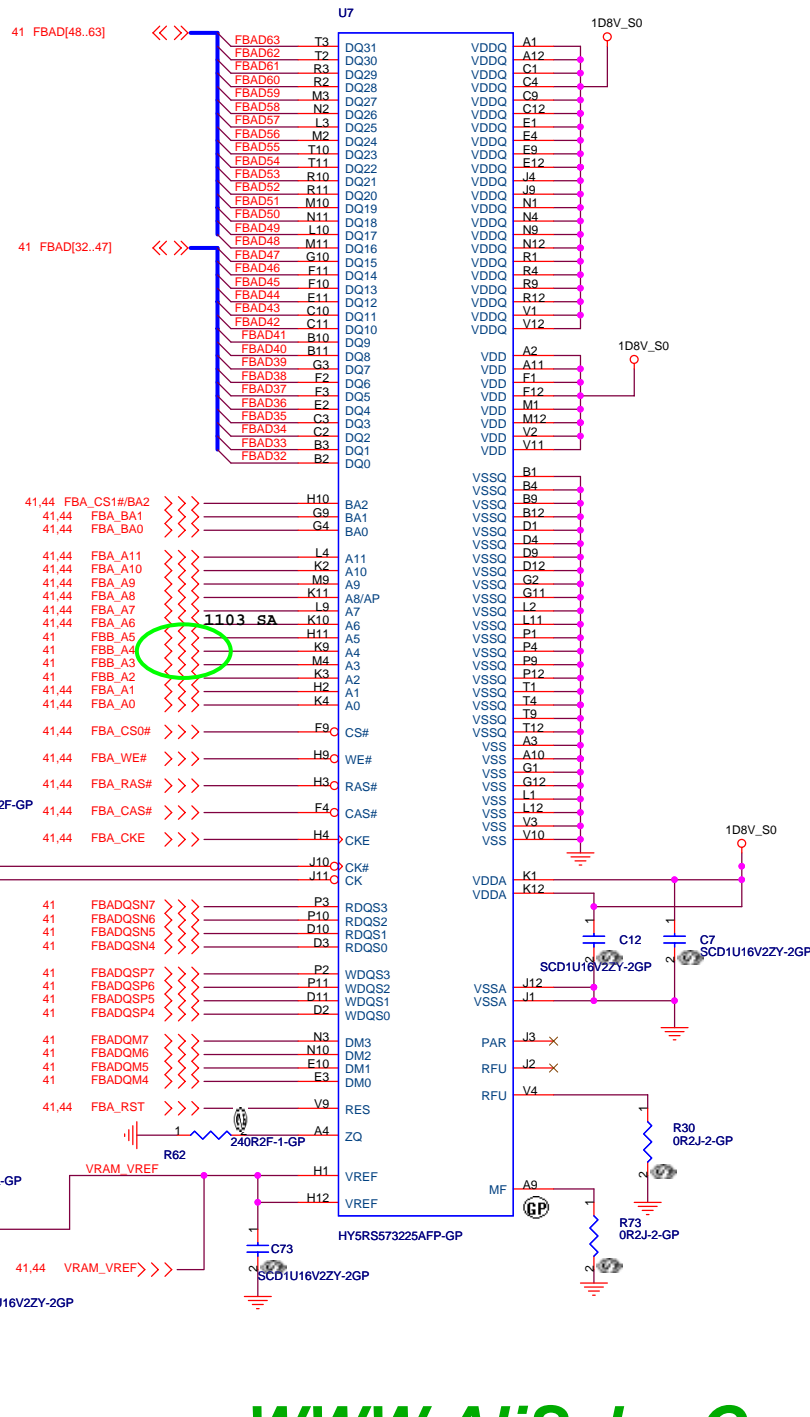 U7
41 FBAD[48..63]
1D8V_S0
FBAD63 T3 DQ31 VDDQ A1
FBAD62 T2 DQ30 VDDQ A12
FBAD61 R3 DQ29 VDDQ C1
FBAD60 R2 DQ28 VDDQ C4
FBAD59 M3 DQ27 VDDQ C9
FBAD58 N2 DQ26 VDDQ C12
FBAD57 L3 DQ25 VDDQ E1
FBAD56 M2 DQ24 VDDQ E4
FBAD55 T10 DQ23 VDDQ E9
FBAD54 T11 DQ22 VDDQ E12
FBAD53 R10 DQ21 VDDQ J4
FBAD52 R11 DQ20 VDDQ J9
FBAD51 M10 DQ19 VDDQ N1
FBAD50 N11 DQ18 VDDQ N4
FBAD49 L10 DQ17 VDDQ N9
41 FBAD[32..47]
FBAD48 M11 DQ16 VDDQ N12
FBAD47 G10 DQ15 VDDQ R1
FBAD46 F11 DQ14 VDDQ R4
FBAD45 F10 DQ13 VDDQ R9
FBAD44 E11 DQ12 VDDQ R12
FBAD43 C10 DQ11 VDDQ V1
FBAD42 C11 DQ10 VDDQ V12
FBAD41 B10 DQ9
1D8V_S0
FBAD40 B11 DQ8 VDD A2
FBAD39 G3 DQ7 VDD A11
FBAD38 F2 DQ6 VDD F1
FBAD37 F3 DQ5 VDD F12
FBAD36 E2 DQ4 VDD M1
FBAD35 C3 DQ3 VDD M12
FBAD34 C2 DQ2 VDD V2
FBAD33 B3 DQ1 VDD V11
FBAD32 B2 DQ0
VSSQ B1
VSSQ B4
41,44 FBA_CS1#/BA2 H10 BA2 VSSQ B9
41,44 FBA_BA1 G9 BA1 VSSQ B12
41,44 FBA_BA0 G4 BA0 VSSQ D1
VSSQ D4
41,44 FBA_A11 L4 A11 VSSQ D9
41,44 FBA_A10 K2 A10 VSSQ D12
41,44 FBA_A9 M9 A9 VSSQ G2
41,44 FBA_A8 K11 A8/AP VSSQ G11
41,44 FBA_A7 L9 A7 VSSQ L2
41,44 FBA_A6 1103 SA K10 A6 VSSQ L11
41 FBB_A5 H11 A5 VSSQ P1
41 FBB_A4 K9 A4 VSSQ P4
41 FBB_A3 M4 A3 VSSQ P9
41 FBB_A2 K3 A2 VSSQ P12
41,44 FBA_A1 H2 A1 VSSQ T1
41,44 FBA_A0 K4 A0 VSSQ T4
VSSQ T9
41,44 FBA_CS0# F9 CS# VSSQ T12
VSS A3
41,44 FBA_WE# H9 WE# VSS A10
VSS G1
41,44 FBA_RAS# H3 RAS# VSS G12
VSS L1
2F-GP
41,44 FBA_CAS# F4 CAS# VSS L12
VSS V3
41,44 FBA_CKE H4 CKE VSS V10
1D8V_S0
J10 CK#
J11 CK VDDA K1
VDDA K12
41 FBADQSN7 P3 RDQS3
41 FBADQSN6 P10 RDQS2
41 FBADQSN5 D10 RDQS1
41 FBADQSN4 D3 RDQS0
1 C12 2 SCD1U16V2ZY-2GP
1 C7 2 SCD1U16V2ZY-2GP
41 FBADQSP7 P2 WDQS3
41 FBADQSP6 P11 WDQS2 VSSA J12
41 FBADQSP5 D11 WDQS1 VSSA J1
41 FBADQSP4 D2 WDQS0
41 FBADQM7 N3 DM3 PAR J3
41 FBADQM6 N10 DM2
41 FBADQM5 E10 DM1 RFU J2
41 FBADQM4 E3 DM0
RFU V4
41,44 FBA_RST V9 RES
1 R62 2 240R2F-1-GP A4 ZQ
1 R30 0R2J-2-GP 2
VRAM_VREF H1 VREF
-GP
MF A9
H12 VREF
GP
1 R73 0R2J-2-GP 2
HY5RS573225AFP-GP
1 C73 2 SCD1U16V2ZY-2GP
41,44 VRAM_VREF
U16V2ZY-2GP